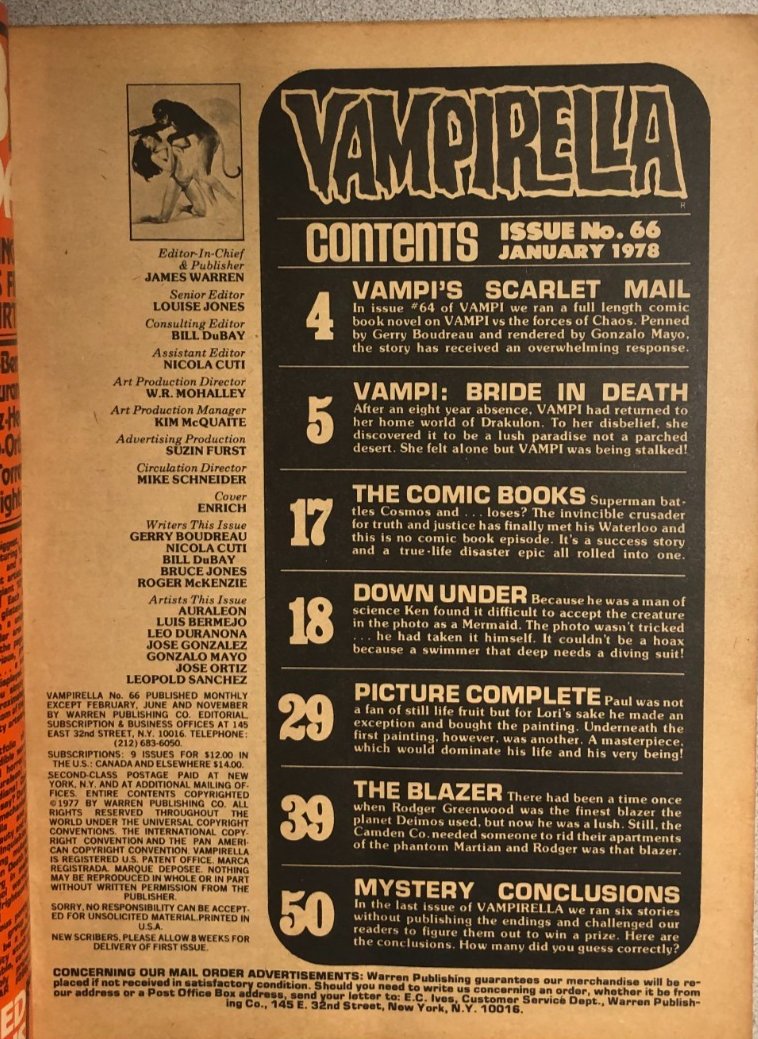 VAMPIRELLA
R
CONTENTS
ISSUE No. 66
JANUARY 1978
Editor-In-Chief
& Publisher
JAMES WARREN
Senior Editor
LOUISE JONES
Consulting Editor
BILL DuBAY
Assistant Editor
NICOLA CUTI
Art Production Director
W.R. MOHALLEY
Art Production Manager
KIM McQUAITE
Advertising Production
SUZIN FURST
Circulation Director
MIKE SCHNEIDER
Cover
ENRICH
Writers This Issue
GERRY BOUDREAU
NICOLA CUTI
BILL DuBAY
BRUCE JONES
ROGER McKENZIE
Artists This Issue
AURALEON
LUIS BERMEJO
LEO DURANONA
JOSE GONZALEZ
GONZALO MAYO
JOSE ORTIZ
LEOPOLD SANCHEZ
VAMPIRELLA No. 66 PUBLISHED MONTHLY
EXCEPT FEBRUARY, JUNE AND NOVEMBER
BY WARREN PUBLISHING CO. EDITORIAL,
SUBSCRIPTION & BUSINESS OFFICES AT 145
EAST 32nd STREET, N.Y. 10016. TELEPHONE:
(212) 683-6050.
SUBSCRIPTIONS: 9 ISSUES FOR $12.00 IN
THE U.S.: CANADA AND ELSEWHERE $14.00.
SECOND-CLASS POSTAGE PAID AT NEW
YORK, N.Y. AND AT ADDITIONAL MAILING OF-
FICES. ENTIRE CONTENTS COPYRIGHTED
©1977 BY WARREN PUBLISHING CO. ALL
RIGHTS RESERVED THROUGHOUT THE
WORLD UNDER THE UNIVERSAL COPYRIGHT
CONVENTIONS. THE INTERNATIONAL COPY-
RIGHT CONVENTION AND THE PAN AMERI-
CAN COPYRIGHT CONVENTION. VAMPIRELLA
IS REGISTERED U.S. PATENT OFFICE. MARCA
REGISTRADA. MARQUE DEPOSEE. NOTHING
MAY BE REPRODUCED IN WHOLE OR IN PART
WITHOUT WRITTEN PERMISSION FROM THE
PUBLISHER.
SORRY, NO RESPONSIBILITY CAN BE ACCEPT-
ED FOR UNSOLICITED MATERIAL.PRINTED IN
U.S.A.
NEW SCRIBERS, PLEASE ALLOW 8 WEEKS FOR
DELIVERY OF FIRST ISSUE.
4
VAMPI'S SCARLET MAIL
In issue #64 of VAMPI we ran a full length comic
book novel on VAMPI vs the forces of Chaos. Penned
by Gerry Boudreau and rendered by Gonzalo Mayo,
the story has received an overwhelming response.
5
VAMPI: BRIDE IN DEATH
After an eight year absence, VAMPI had returned to
her home world of Drakulon. To her disbelief, she
discovered it to be a lush paradise not a parched
desert. She felt alone but VAMPI was being stalked!
17
THE COMIC BOOKS Superman bat-
tles Cosmos and . . . loses? The invincible crusader
for truth and justice has finally met his Waterloo and
this is no comic book episode. It's a success story
and a true-life disaster epic all rolled into one.
18
DOWN UNDER Because he was a man of
science Ken found it difficult to accept the creature
in the photo as a Mermaid. The photo wasn't tricked
. . . he had taken it himself. It couldn't be a hoax
because a swimmer that deep needs a diving suit!
29
PICTURE COMPLETE Paul was not
a fan of still life fruit but for Lori's sake he made an
exception and bought the painting. Underneath the
first painting, however, was another. A masterpiece,
which would dominate his life and his very being!
39
THE BLAZER There had been a time once
when Rodger Greenwood was the finest blazer the
planet Deimos used, but now he was a lush. Still, the
Camden Co. needed someone to rid their apartments
of the phantom Martian and Rodger was that blazer.
50
MYSTERY CONCLUSIONS
In the last issue of VAMPIRELLA we ran six stories
without publishing the endings and challenged our
readers to figure them out to win a prize. Here are
the conclusions. How many did you guess correctly?
CONCERNING OUR MAIL ORDER ADVERTISEMENTS: Warren Publishing guarantees our merchandise will be re-
placed if not received in satisfactory condition. Should you need to write us concerning an order, whether it be from
our address or a Post Office Box address, send your letter to: E.C. Ives, Customer Service Dept., Warren Publish-
ing Co., 145 E. 32nd Street, New York, N.Y. 10016.